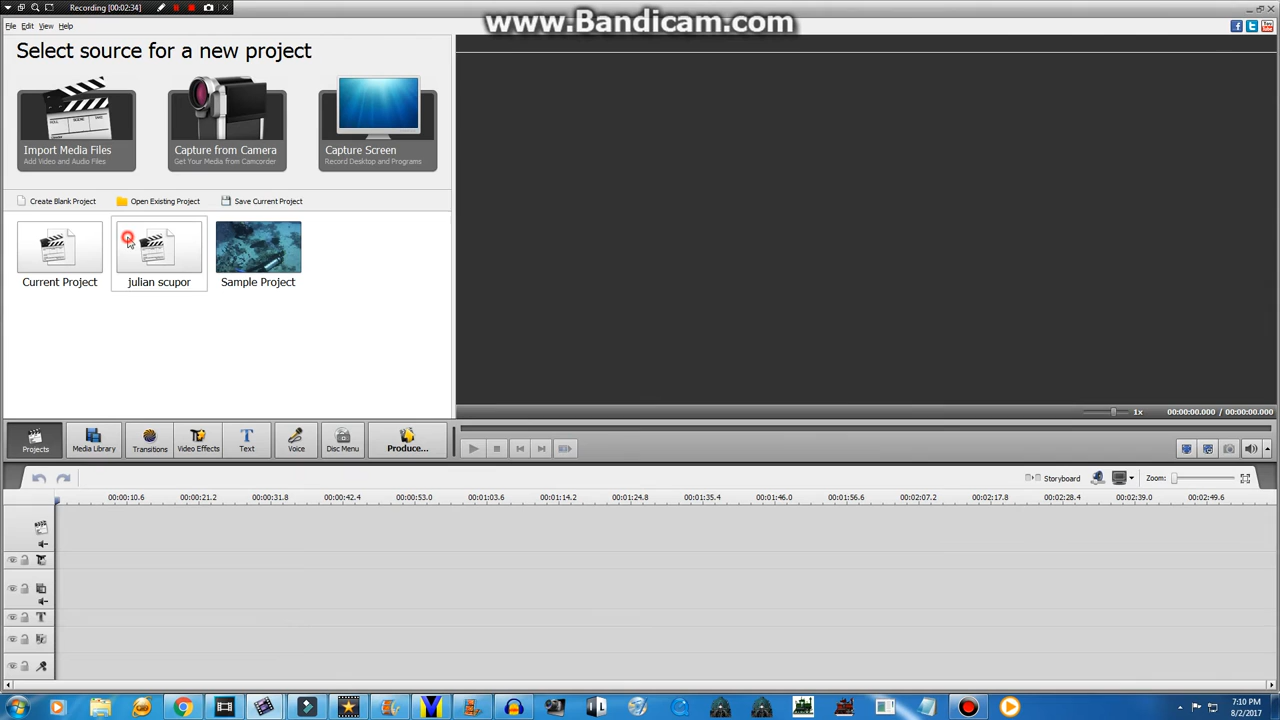 Recording [00:02:34]
www.Bandicam.com
File Edit View Help
Select source for a new project
Import Media Files
Add Video and Audio Files
Capture from Camera
Get Your Media from Camcorder
Capture Screen
Record Desktop and Programs
Create Blank Project
Open Existing Project
Save Current Project
Current Project
julian scupor
Sample Project
1x
00:00:00.000 / 00:00:00.000
Projects
Media Library
Transitions
Video Effects
Text
Voice
Disc Menu
Produce...
Storyboard
Zoom:
00:00:10.6 00:00:21.2 00:00:31.8 00:00:42.4 00:00:53.0 00:01:03.6 00:01:14.2 00:01:24.8 00:01:35.4 00:01:46.0 00:01:56.6 00:02:07.2 00:02:17.8 00:02:28.4 00:02:39.0 00:02:49.6
7:10 PM
8/2/2017